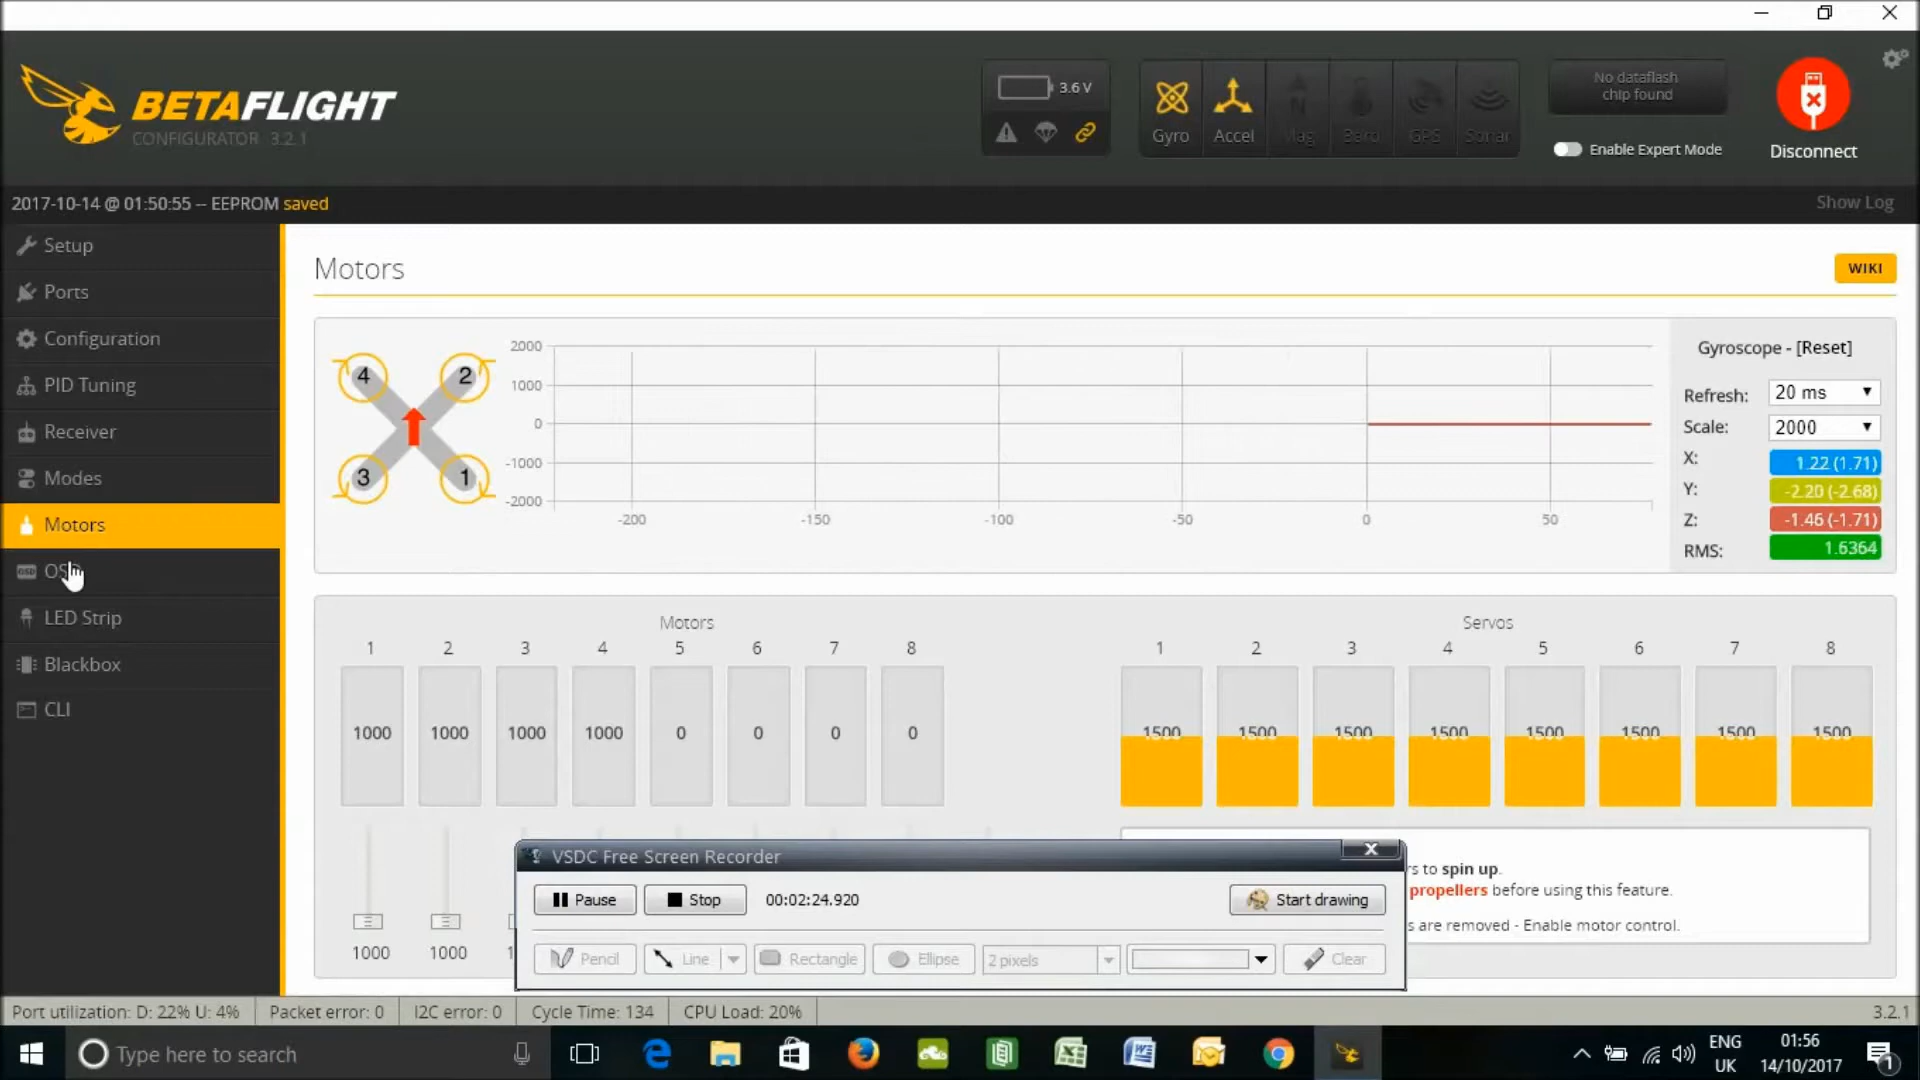 BETAFLIGHT
CONFIGURATOR 3.2.1
3.6 V
Gyro
Accel
Mag
Baro
GPS
Sonar
No dataflash
chip found
Enable Expert Mode
Disconnect
2017-10-14 @ 01:50:55 -- EEPROM saved
Show Log
Setup
Ports
Configuration
PID Tuning
Receiver
Modes
Motors
OSD
LED Strip
Blackbox
CLI
Motors
WIKI
4 2
3 1
2000
1000
0
-1000
-2000
-200 -150 -100 -50 0 50
Gyroscope - [Reset]
Refresh: 20 ms
Scale: 2000
X: 1.22 (1.71)
Y: -2.20 (-2.68)
Z: -1.46 (-1.71)
RMS: 1.6364
Motors
1 2 3 4 5 6 7 8
1000 1000 1000 1000 0 0 0 0
1000 1000 1
Servos
1 2 3 4 5 6 7 8
1500 1500 1500 1500 1500 1500 1500 1500
rs to spin up.
propellers before using this feature.
s are removed - Enable motor control.
VSDC Free Screen Recorder
X
Pause Stop 00:02:24.920 Start drawing
Pencil Line Rectangle Ellipse 2 pixels Clear
Port utilization: D: 22% U: 4% Packet error: 0 I2C error: 0 Cycle Time: 134 CPU Load: 20% 3.2.1
Type here to search
ENG
UK
01:56
14/10/2017
1